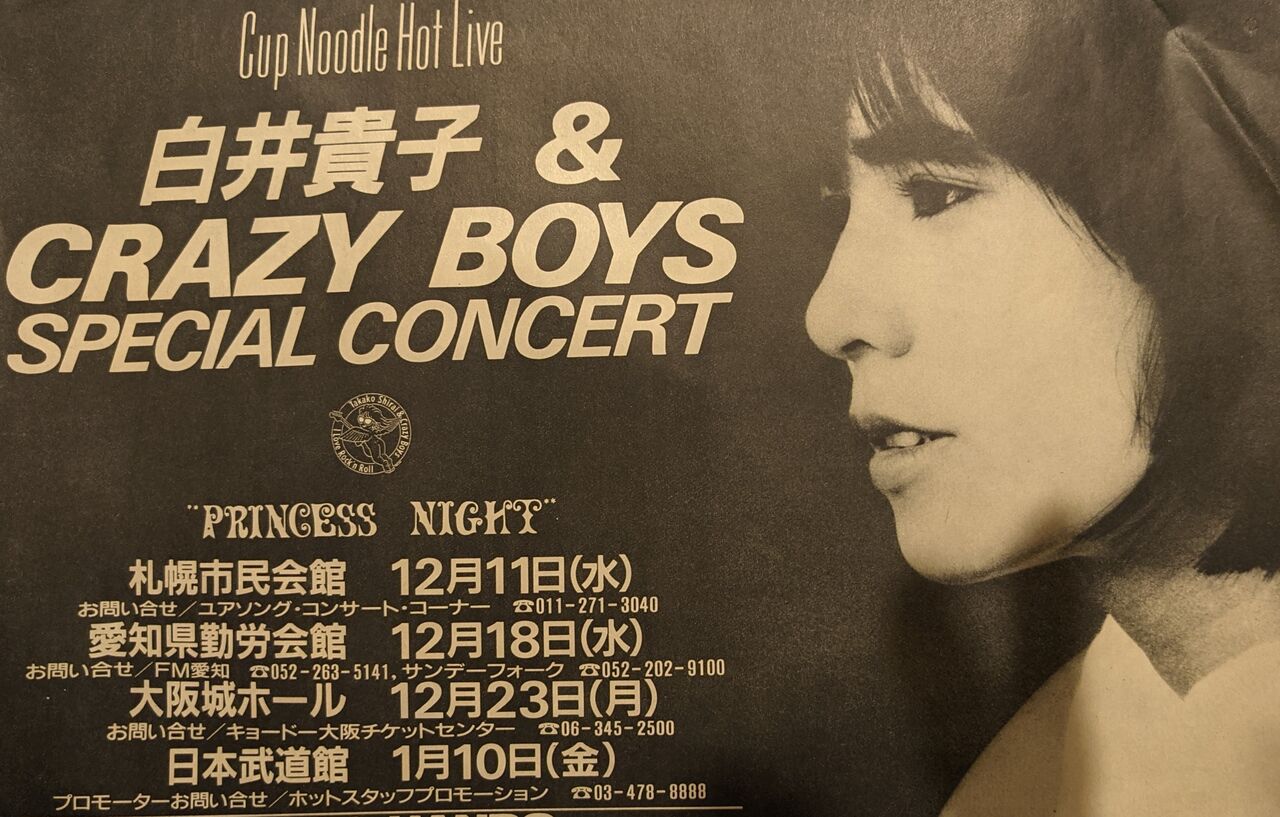 Cup Noodle Hot Live
白井貴子 &
CRAZY BOYS
SPECIAL CONCERT
Takako Shirai & Crazy Boys
I love Rock'n Roll
"PRINCESS NIGHT"
札幌市民会館 12月11日(水)
お問い合せ/ユアソング・コンサート・コーナー ☎011-271-3040
愛知県勤労会館 12月18日(水)
お問い合せ/FM愛知 ☎052-263-5141, サンデーフォーク ☎052-202-9100
大阪城ホール 12月23日(月)
お問い合せ/キョードー大阪チケットセンター ☎06-345-2500
日本武道館 1月10日(金)
プロモーターお問い合せ/ホットスタッフプロモーション ☎03-478-8888